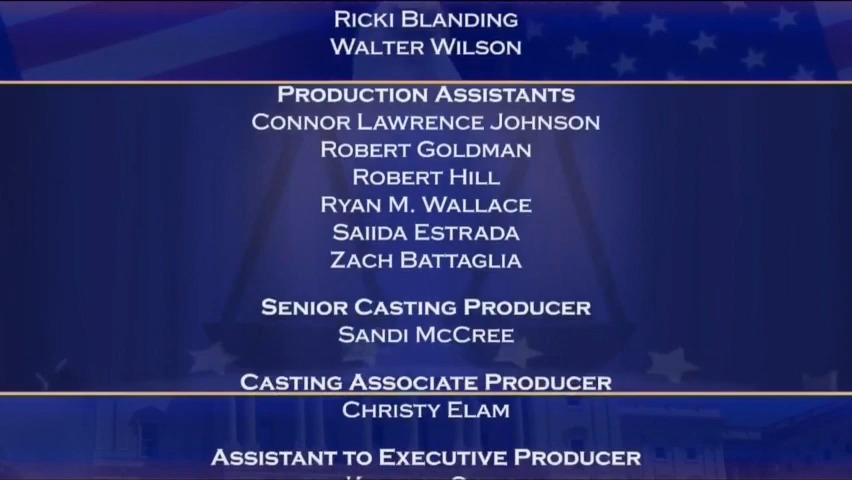 RICKI BLANDING
WALTER WILSON
PRODUCTION ASSISTANTS
CONNOR LAWRENCE JOHNSON
ROBERT GOLDMAN
ROBERT HILL
RYAN M. WALLACE
SAIIDA ESTRADA
ZACH BATTAGLIA
SENIOR CASTING PRODUCER
SANDI MCCREE
CASTING ASSOCIATE PRODUCER
CHRISTY ELAM
ASSISTANT TO EXECUTIVE PRODUCER